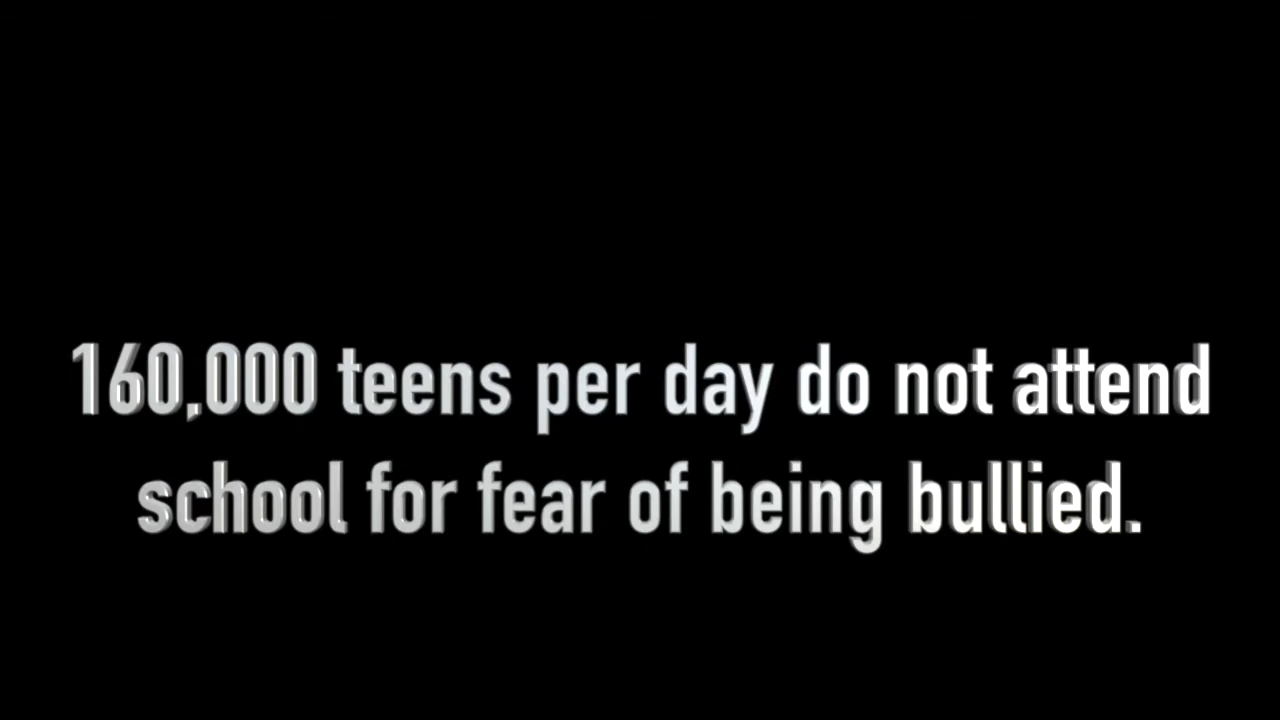 160,000 teens per day do not attend
school for fear of being bullied.